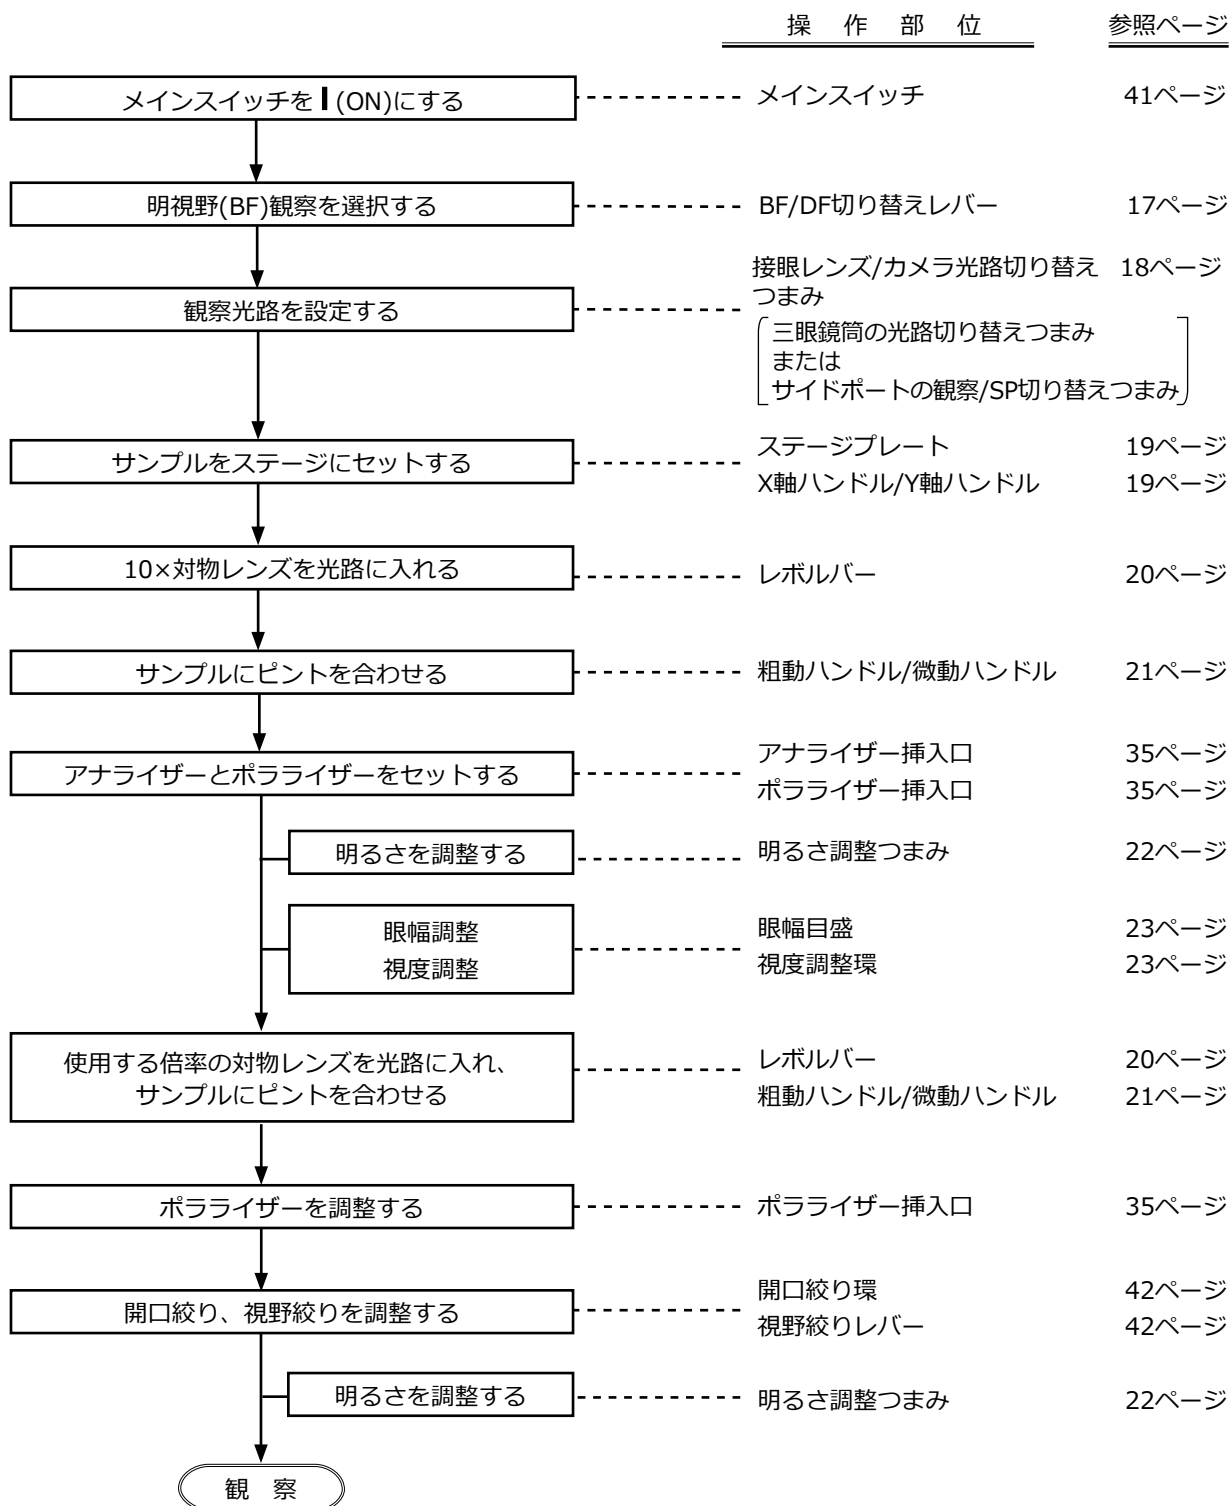 操 作 部 位 参照ページ
メインスイッチを I (ON)にする メインスイッチ 41ページ
明視野(BF)観察を選択する BF/DF切り替えレバー 17ページ
接眼レンズ/カメラ光路切り替え 18ページ
つまみ
観察光路を設定する
三眼鏡筒の光路切り替えつまみ
または
サイドポートの観察/SP切り替えつまみ
サンプルをステージにセットする ステージプレート 19ページ
X軸ハンドル/Y軸ハンドル 19ページ
10×対物レンズを光路に入れる レボルバー 20ページ
サンプルにピントを合わせる 粗動ハンドル/微動ハンドル 21ページ
アナライザーとポラライザーをセットする アナライザー挿入口 35ページ
ポラライザー挿入口 35ページ
明るさを調整する 明るさ調整つまみ 22ページ
眼幅調整 眼幅目盛 23ページ
視度調整 視度調整環 23ページ
使用する倍率の対物レンズを光路に入れ、 レボルバー 20ページ
サンプルにピントを合わせる 粗動ハンドル/微動ハンドル 21ページ
ポラライザーを調整する ポラライザー挿入口 35ページ
開口絞り、視野絞りを調整する 開口絞り環 42ページ
視野絞りレバー 42ページ
明るさを調整する 明るさ調整つまみ 22ページ
観 察